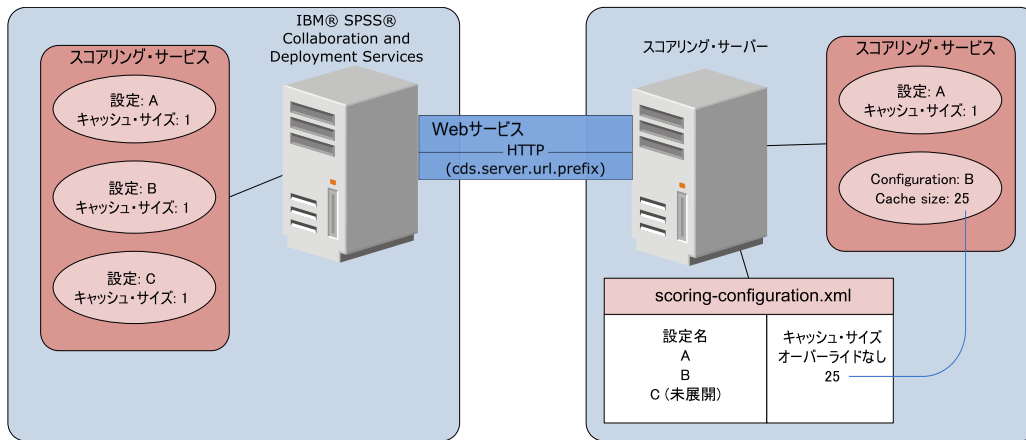 IBM® SPSS®
Collaboration and
Deployment Services
スコアリング・サービス
設定: A
キャッシュ・サイズ: 1
設定: B
キャッシュ・サイズ: 1
設定: C
キャッシュ・サイズ: 1
Webサービス
HTTP
(cds.server.url.prefix)
スコアリング・サーバー
スコアリング・サービス
設定: A
キャッシュ・サイズ: 1
Configuration: B
Cache size: 25
scoring-configuration.xml
設定名
A
B
C (未展開)
キャッシュ・サイズ
オーバーライドなし
25